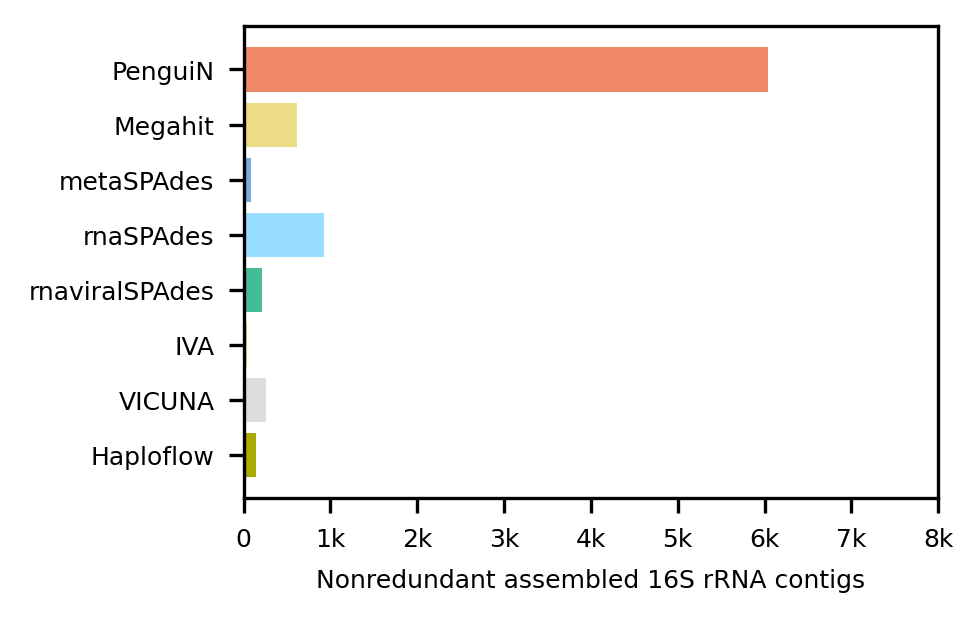 PenguiN
Megahit
metaSPAdes
rnaSPAdes
rnaviralSPAdes
IVA
VICUNA
Haploflow
0 1k 2k 3k 4k 5k 6k 7k 8k
Nonredundant assembled 16S rRNA contigs